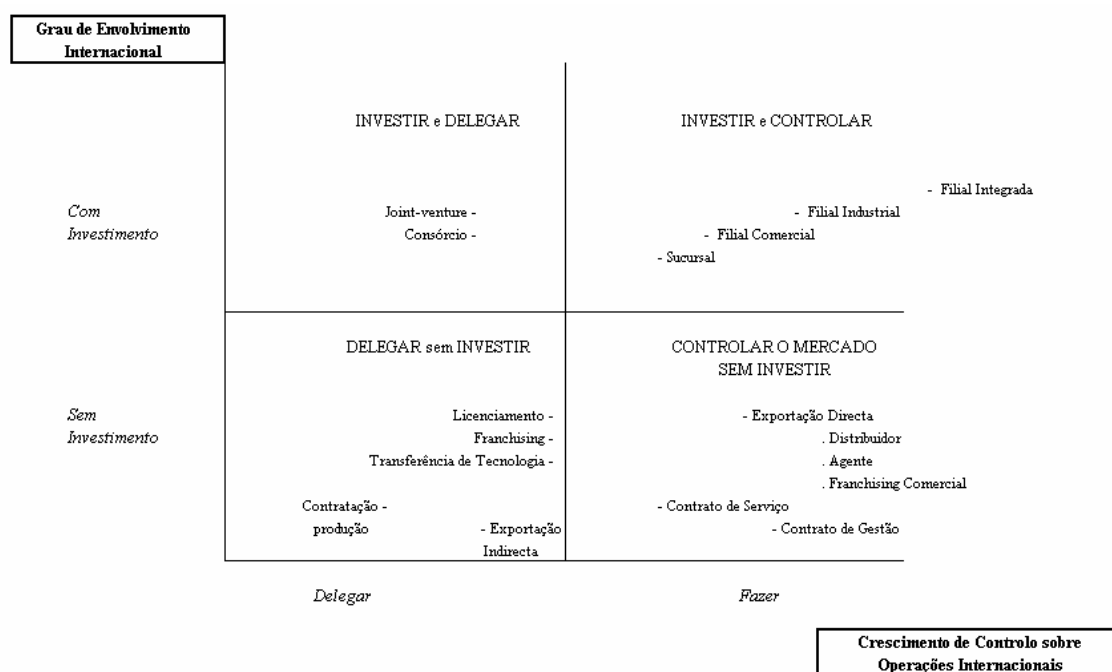 Grau de Envolvimento
Internacional
INVESTIR e DELEGAR
INVESTIR e CONTROLAR
- Filial Integrada
Com
Investimento
Joint-venture -
Consórcio -
- Filial Industrial
- Filial Comercial
- Sucursal
DELEGAR sem INVESTIR
CONTROLAR O MERCADO
SEM INVESTIR
Sem
Investimento
Licenciamento -
Franchising -
Transferência de Tecnologia -
Contratação -
produção
- Exportação
Indirecta
- Exportação Directa
. Distribuidor
. Agente
. Franchising Comercial
- Contrato de Serviço
- Contrato de Gestão
Delegar
Fazer
Crescimento de Controlo sobre
Operações Internacionais